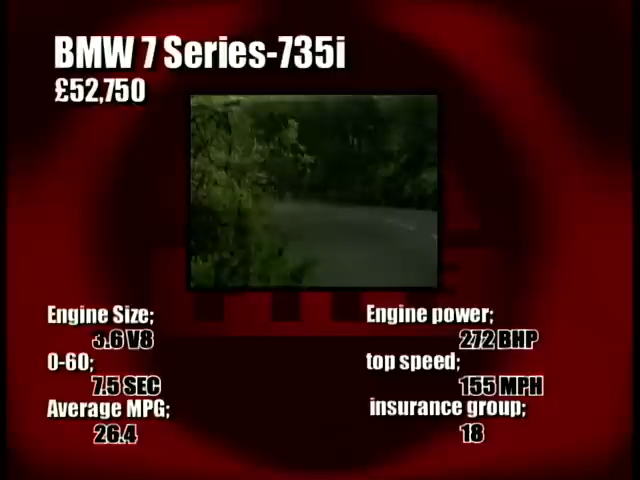 BMW 7 Series-735i
£52,750
Engine Size;
3.6 V8
0-60;
7.5 SEC
Average MPG;
26.4
Engine power;
272 BHP
top speed;
155 MPH
insurance group;
18